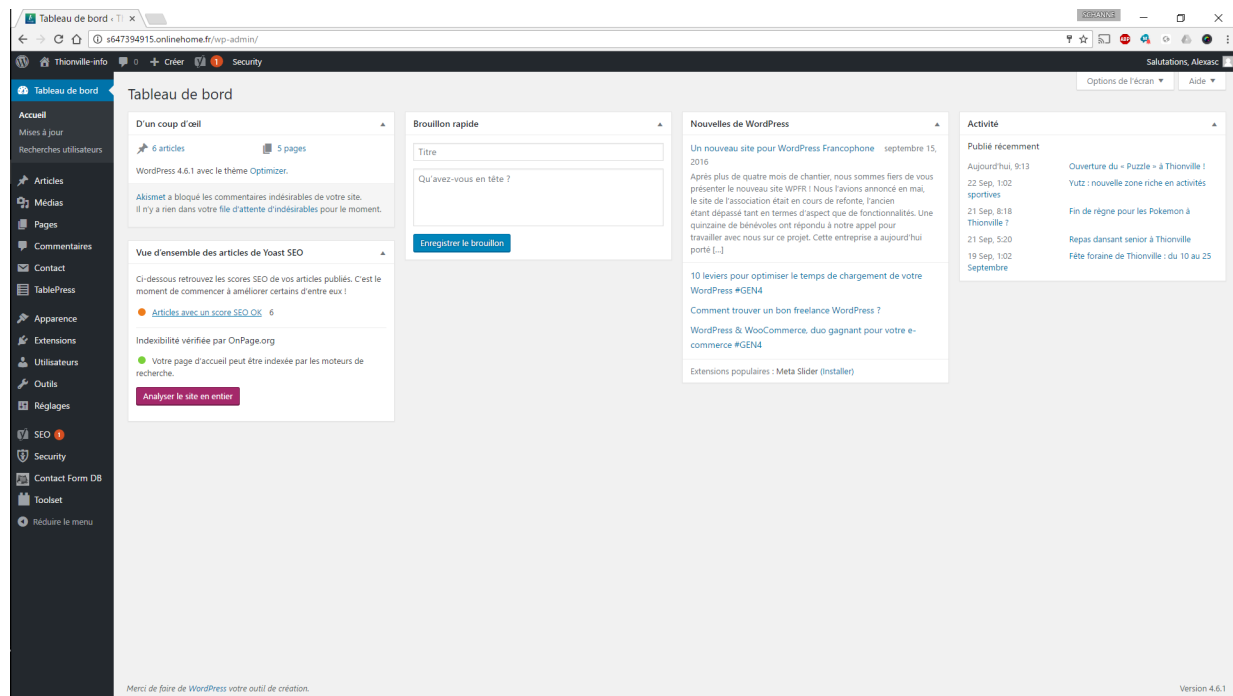 Tableau de bord ‹ Ti
SCHANNE
s647394915.onlinehome.fr/wp-admin/
Thionville-info 0 Créer 1 Security
Salutations, Alexasc
Options de l'écran Aide
Tableau de bord
Accueil
Mises à jour
Recherches utilisateurs
Articles
Médias
Pages
Commentaires
Contact
TablePress
Apparence
Extensions
Utilisateurs
Outils
Réglages
SEO 1
Security
Contact Form DB
Toolset
Réduire le menu
Tableau de bord
D'un coup d'œil
6 articles 5 pages
WordPress 4.6.1 avec le thème Optimizer.
Akismet a bloqué les commentaires indésirables de votre site.
Il n'y a rien dans votre file d'attente d'indésirables pour le moment.
Vue d'ensemble des articles de Yoast SEO
Ci-dessous retrouvez les scores SEO de vos articles publiés. C'est le
moment de commencer à améliorer certains d'entre eux !
Articles avec un score SEO OK 6
Indexibilité vérifiée par OnPage.org
Votre page d'accueil peut être indexée par les moteurs de
recherche.
Analyser le site en entier
Brouillon rapide
Titre
Qu'avez-vous en tête ?
Enregistrer le brouillon
Nouvelles de WordPress
Un nouveau site pour WordPress Francophone septembre 15,
2016
Après plus de quatre mois de chantier, nous sommes fiers de vous
présenter le nouveau site WPFR ! Nous l'avions annoncé en mai,
le site de l'association était en cours de refonte, l'ancien
étant dépassé tant en termes d'aspect que de fonctionnalités. Une
quinzaine de bénévoles ont répondu à notre appel pour
travailler avec nous sur ce projet. Cette entreprise a aujourd'hui
porté […]
10 leviers pour optimiser le temps de chargement de votre
WordPress #GEN4
Comment trouver un bon freelance WordPress ?
WordPress & WooCommerce, duo gagnant pour votre e-
commerce #GEN4
Extensions populaires : Meta Slider (Installer)
Activité
Publié récemment
Aujourd'hui, 9:13 Ouverture du « Puzzle » à Thionville !
22 Sep, 1:02 Yutz : nouvelle zone riche en activités
sportives
21 Sep, 8:18 Fin de règne pour les Pokemon à
Thionville ?
21 Sep, 5:20 Repas dansant senior à Thionville
19 Sep, 1:02 Fête foraine de Thionville : du 10 au 25
Septembre
Merci de faire de WordPress votre outil de création.
Version 4.6.1